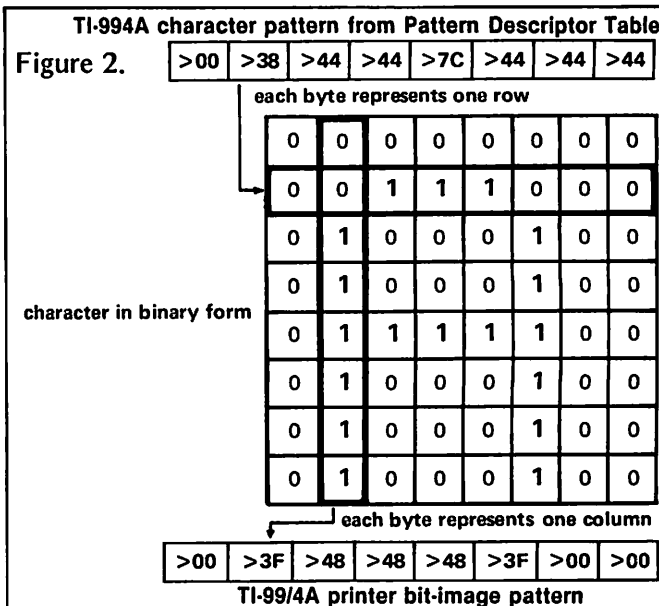 TI-994A character pattern from Pattern Descriptor Table
Figure 2. >00 >38 >44 >44 >7C >44 >44 >44
each byte represents one row
0 0 0 0 0 0 0 0
0 0 1 1 1 0 0 0
0 1 0 0 0 1 0 0
0 1 0 0 0 1 0 0
character in binary form
0 1 1 1 1 1 0 0
0 1 0 0 0 1 0 0
0 1 0 0 0 1 0 0
0 1 0 0 0 1 0 0
each byte represents one column
>00 >3F >48 >48 >48 >3F >00 >00
TI-99/4A printer bit-image pattern